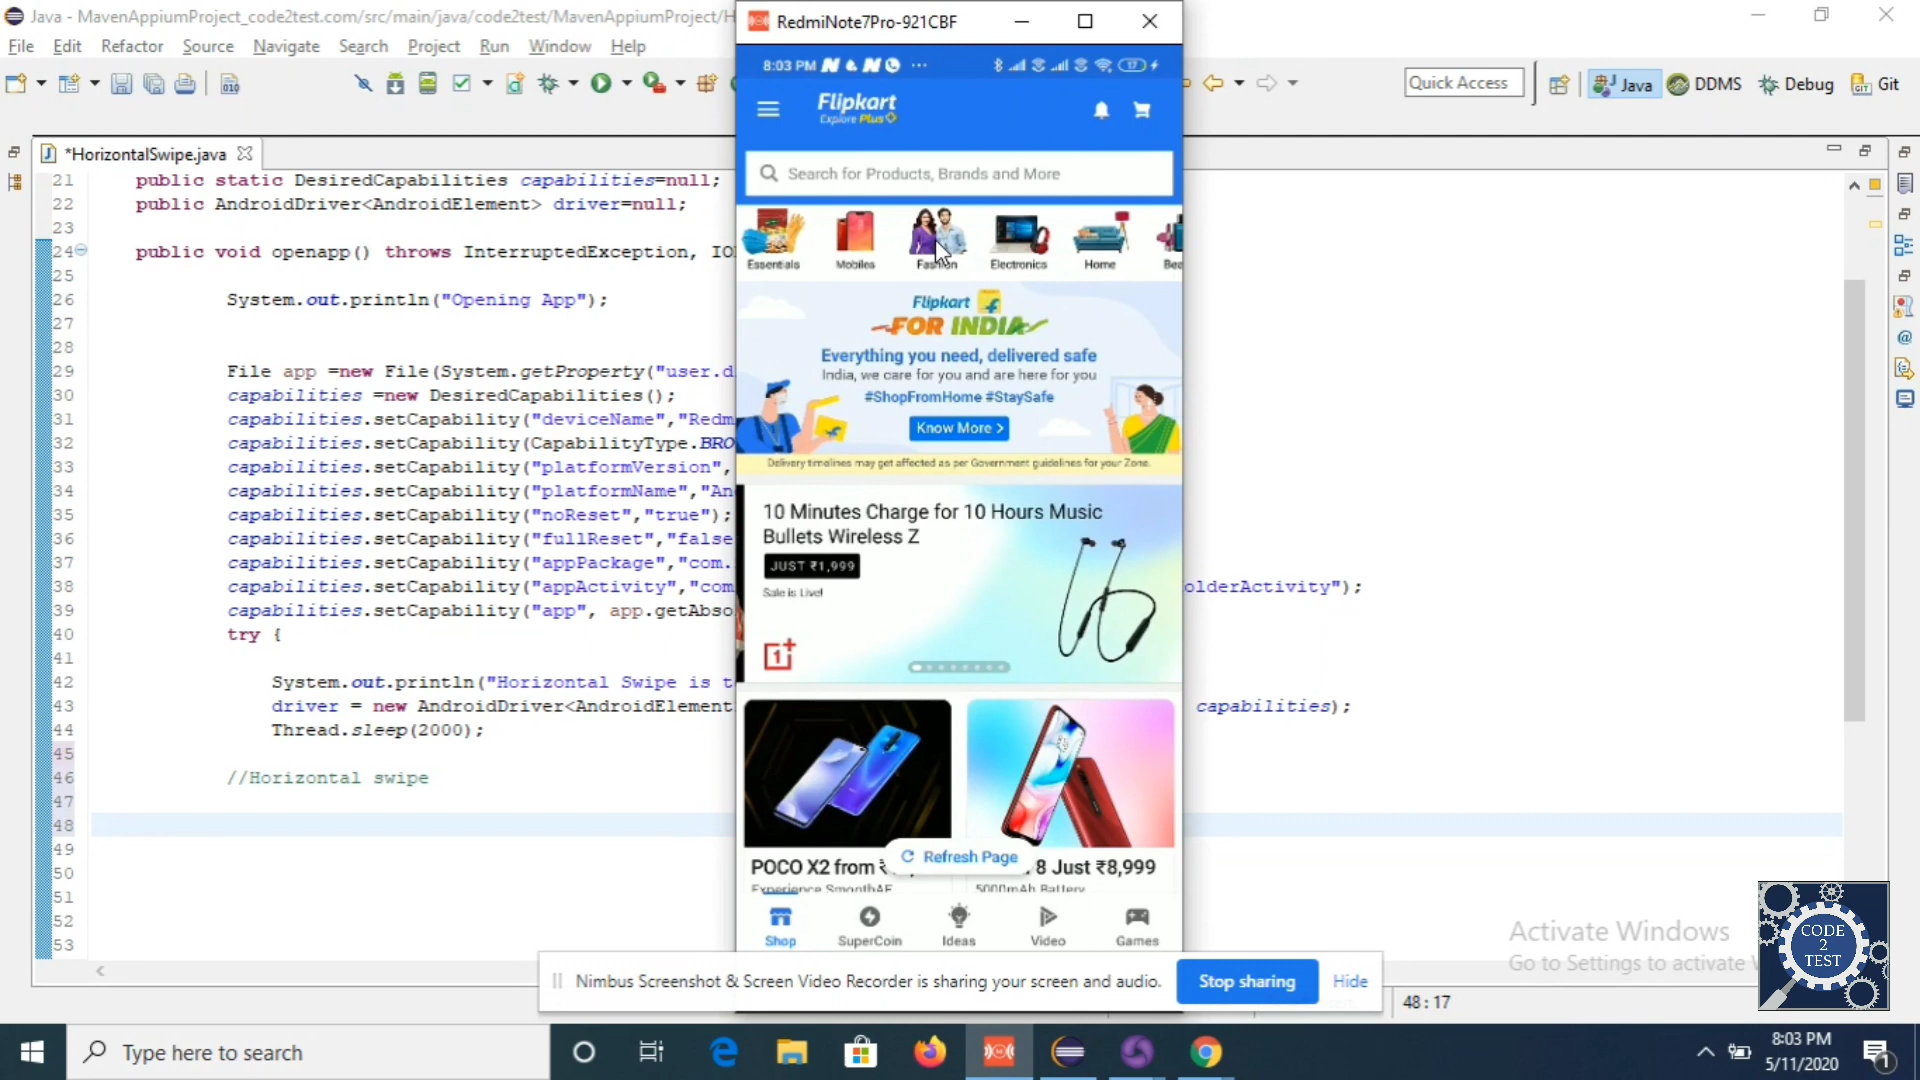 Java - MavenAppiumProject_code2test.com/src/main/java/code2test/MavenAppiumProject/H
File Edit Refactor Source Navigate Search Project Run Window Help
Quick Access
Java
DDMS
Debug
Git
*HorizontalSwipe.java
21 public static DesiredCapabilities capabilities=null;
22 public AndroidDriver<AndroidElement> driver=null;
23
24 public void openapp() throws InterruptedException, IO
25
26 System.out.println("Opening App");
27
28
29 File app =new File(System.getProperty("user.d
30 capabilities =new DesiredCapabilities();
31 capabilities.setCapability("deviceName","Redm
32 capabilities.setCapability(CapabilityType.BRO
33 capabilities.setCapability("platformVersion",
34 capabilities.setCapability("platformName","An
35 capabilities.setCapability("noReset","true");
36 capabilities.setCapability("fullReset","false
37 capabilities.setCapability("appPackage","com.
38 capabilities.setCapability("appActivity","com olderActivity");
39 capabilities.setCapability("app", app.getAbso
40 try {
41
42 System.out.println("Horizontal Swipe is t
43 driver = new AndroidDriver<AndroidElement capabilities);
44 Thread.sleep(2000);
45
46 //Horizontal swipe
47
48
49
50
51
52
53
48:17
RedmiNote7Pro-921CBF
8:03 PM
17
Flipkart
Explore Plus
Search for Products, Brands and More
Essentials Mobiles Fashion Electronics Home Bea
Flipkart
FOR INDIA
Everything you need, delivered safe
India, we care for you and are here for you
#ShopFromHome #StaySafe
Know More >
Delivery timelines may get affected as per Government guidelines for your Zone.
10 Minutes Charge for 10 Hours Music
Bullets Wireless Z
JUST ₹1,999
Sale is Live!
POCO X2 from
8 Just ₹8,999
5000mAh Battery
Refresh Page
Shop SuperCoin Ideas Video Games
Nimbus Screenshot & Screen Video Recorder is sharing your screen and audio.
Stop sharing
Hide
Activate Windows
Go to Settings to activate
CODE
2
TEST
Type here to search
8:03 PM
5/11/2020
1